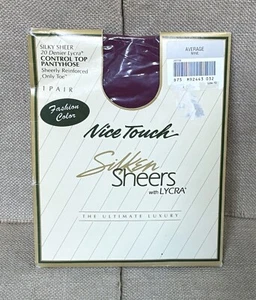 SILKY SHEER
20 Denier Lycra®
CONTROL TOP
PANTYHOSE
Sheerly Reinforced
Only Toe
1 PAIR
AVERAGE
Fashion
Color
Nice Touch
Silken
Sheers
with LYCRA®
THE ULTIMATE LUXURY